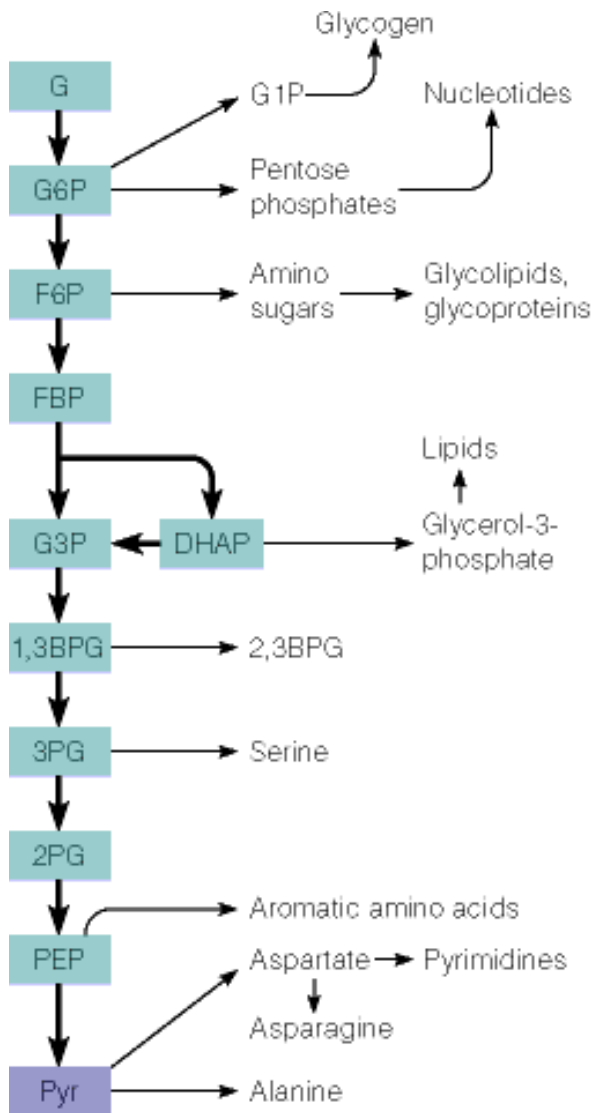 Glycogen
G
G1P
Nucleotides
G6P
Pentose
phosphates
F6P
Amino
sugars
Glycolipids,
glycoproteins
FBP
Lipids
G3P
DHAP
Glycerol-3-
phosphate
1,3BPG
2,3BPG
3PG
Serine
2PG
Aromatic amino acids
PEP
Aspartate
Pyrimidines
Asparagine
Pyr
Alanine